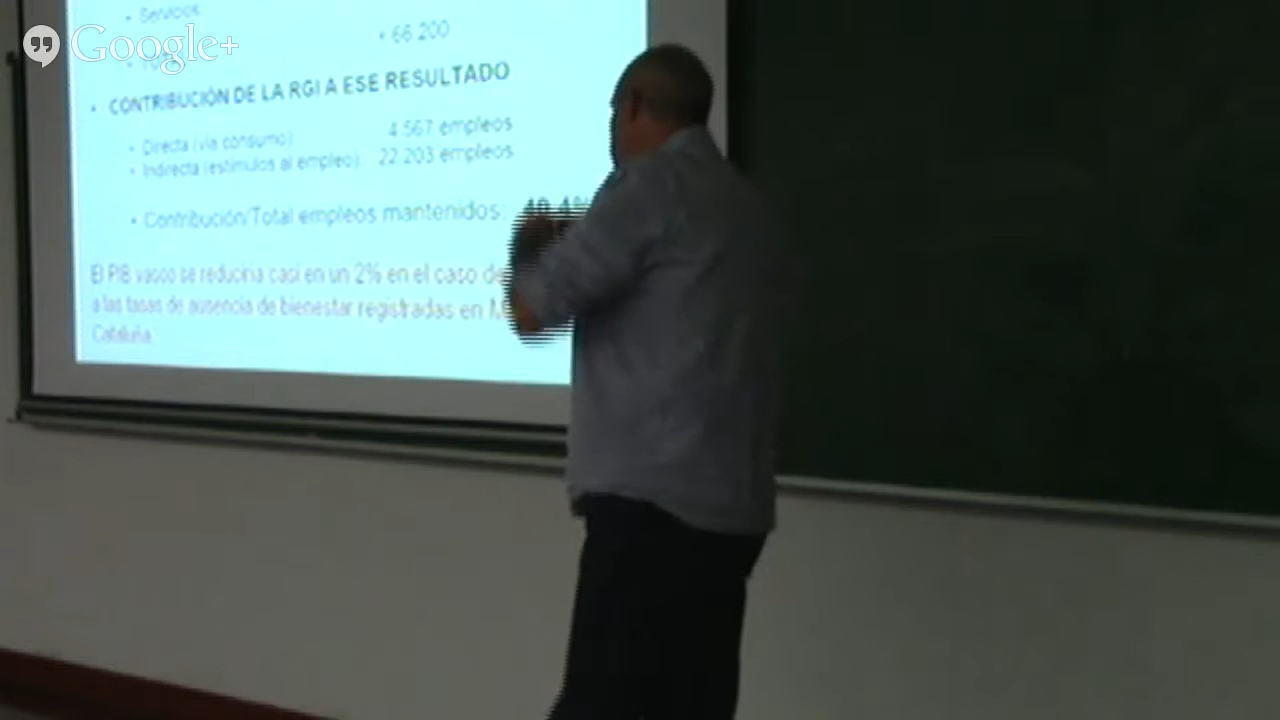 Google+
• Servicios
• 66.200
• CONTRIBUCIÓN DE LA RGI A ESE RESULTADO
• Directa (vía consumo) 4.567 empleos
• Indirecta (estímulos al empleo) 22.203 empleos
• Contribución/Total empleos mantenidos: 40,4%
El PIB vasco se reduciría casi en un 2% en el caso de
a las tasas de ausencia de bienestar registradas en
Cataluña